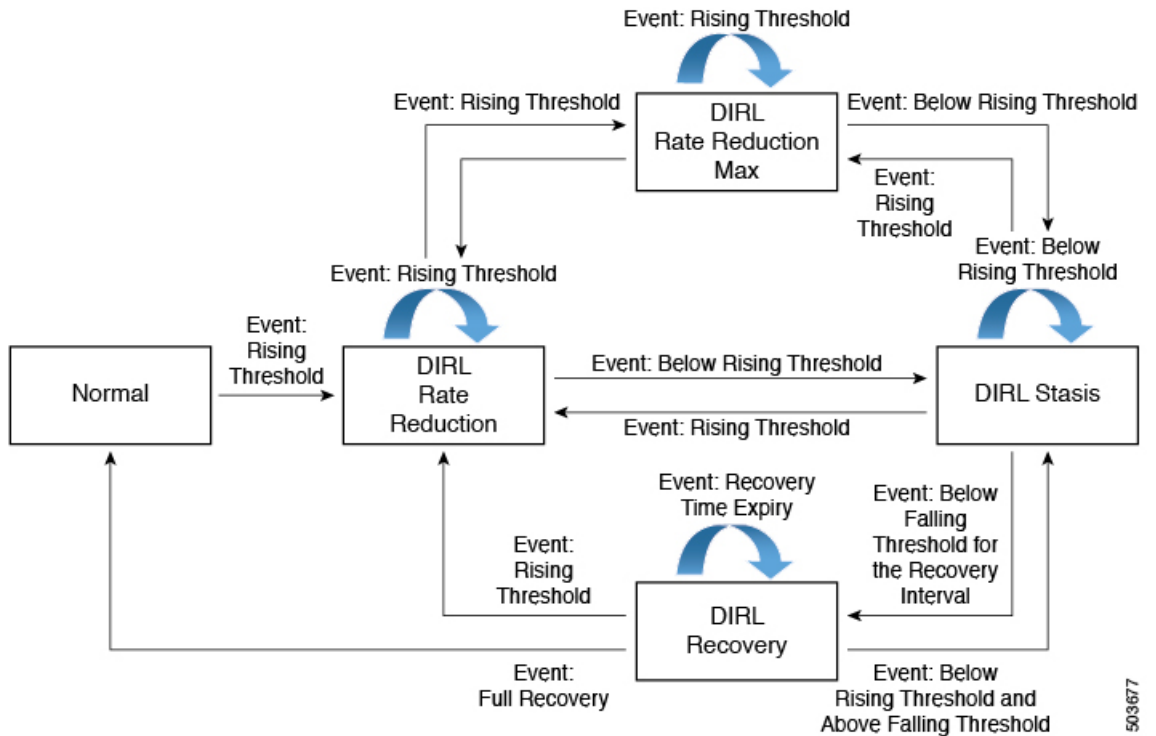 Event: Rising Threshold
Event: Rising Threshold
DIRL
Rate Reduction
Max
Event: Below Rising Threshold
Event:
Rising
Threshold
Event: Rising Threshold
Event: Below
Rising Threshold
Event:
Rising
Threshold
Normal
DIRL
Rate
Reduction
Event: Below Rising Threshold
Event: Rising Threshold
DIRL Stasis
Event: Recovery
Time Expiry
Event: Below
Falling
Threshold for
the Recovery
Interval
Event:
Rising
Threshold
DIRL
Recovery
Event:
Full Recovery
Event: Below
Rising Threshold and
Above Falling Threshold
503677